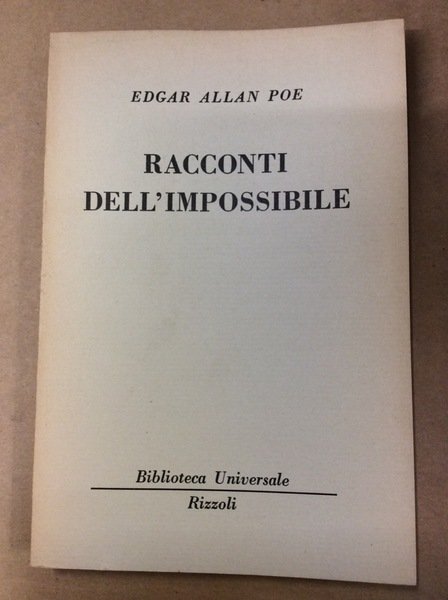 EDGAR ALLAN POE
RACCONTI
DELL'IMPOSSIBILE
Biblioteca Universale
Rizzoli